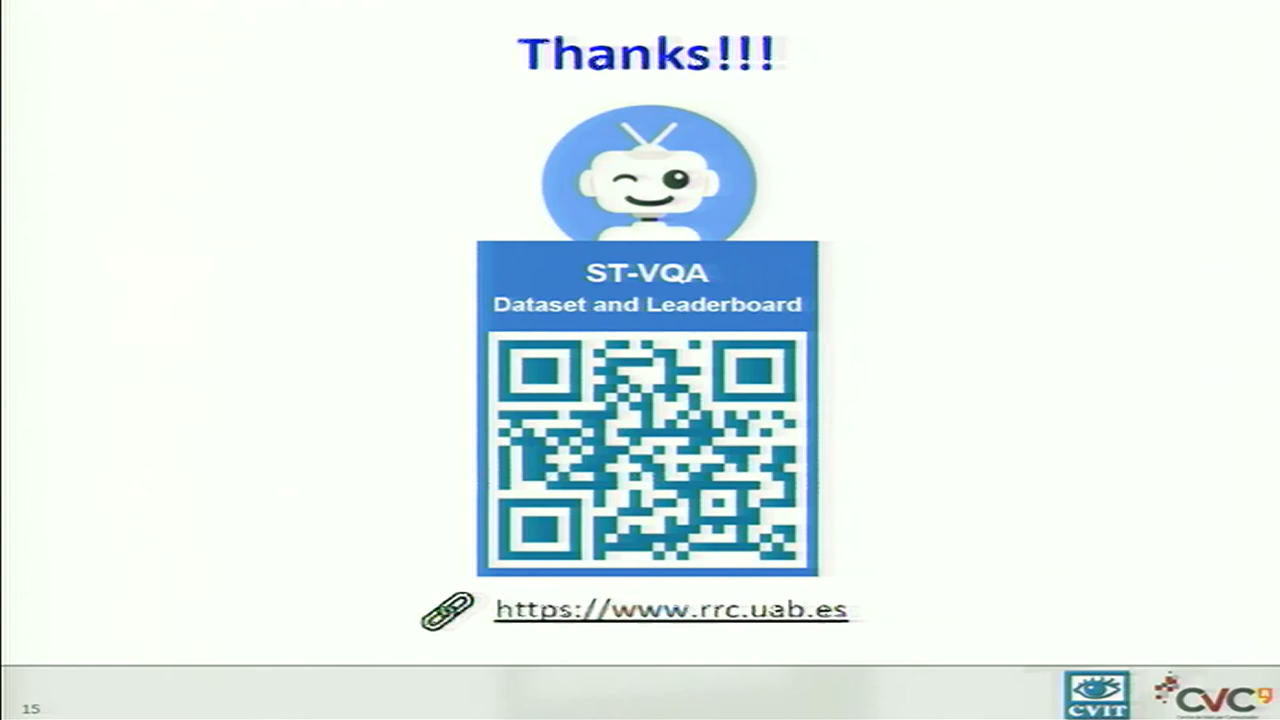 Thanks!!!
ST-VQA
Dataset and Leaderboard
https://www.rrc.uab.es
15
CVIT
CVC